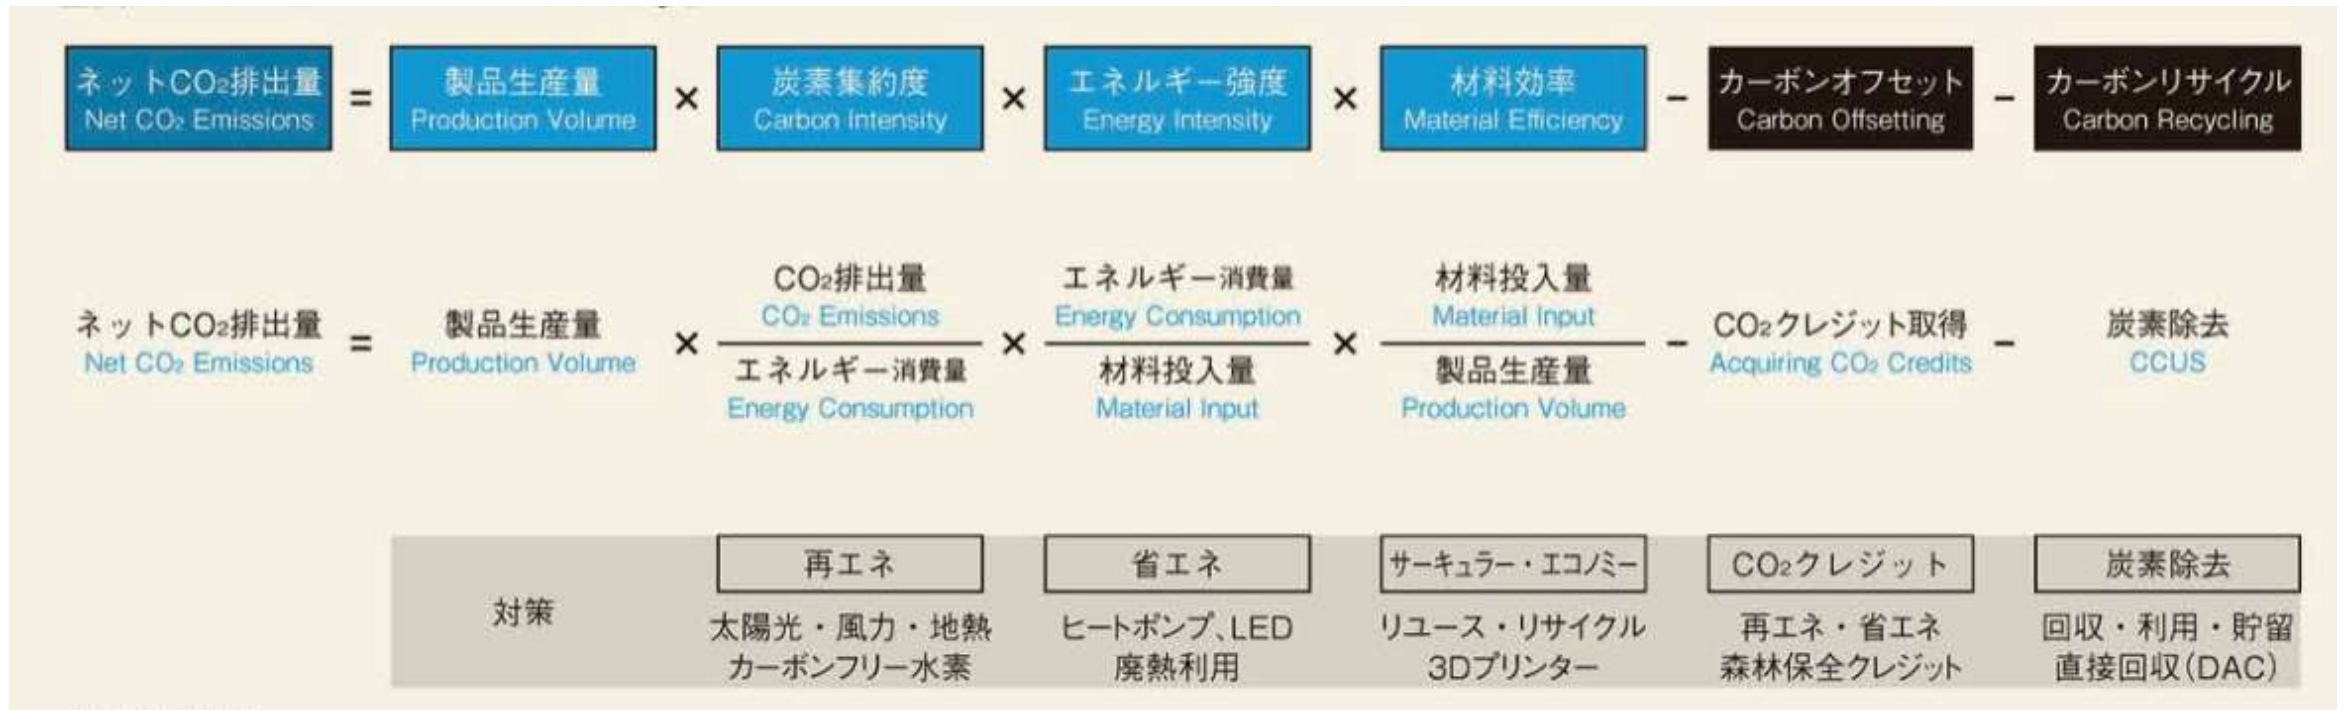 ネットCO₂排出量
Net CO₂ Emissions
=
製品生産量
Production Volume
×
炭素集約度
Carbon Intensity
×
エネルギー強度
Energy Intensity
×
材料効率
Material Efficiency
−
カーボンオフセット
Carbon Offsetting
−
カーボンリサイクル
Carbon Recycling
ネットCO₂排出量
Net CO₂ Emissions
=
製品生産量
Production Volume
×
CO₂排出量
CO₂ Emissions
エネルギー消費量
Energy Consumption
×
エネルギー消費量
Energy Consumption
材料投入量
Material Input
×
材料投入量
Material Input
製品生産量
Production Volume
−
CO₂クレジット取得
Acquiring CO₂ Credits
−
炭素除去
CCUS
対策
再エネ
太陽光・風力・地熱
カーボンフリー水素
省エネ
ヒートポンプ、LED
廃熱利用
サーキュラー・エコノミー
リユース・リサイクル
3Dプリンター
CO₂クレジット
再エネ・省エネ
森林保全クレジット
炭素除去
回収・利用・貯留
直接回収(DAC)